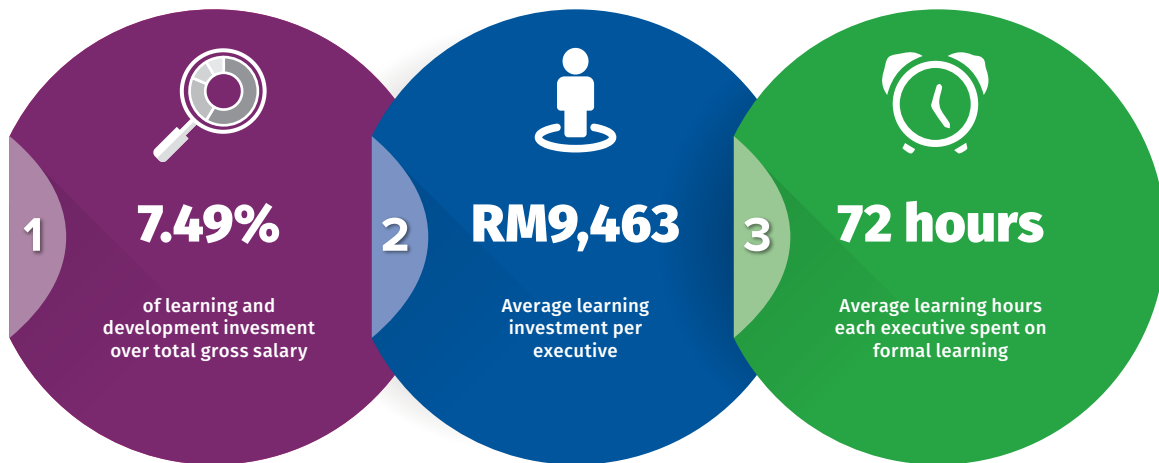 1
7.49%
of learning and
development invesment
over total gross salary
2
RM9,463
Average learning
investment per
executive
3
72 hours
Average learning hours
each executive spent on
formal learning